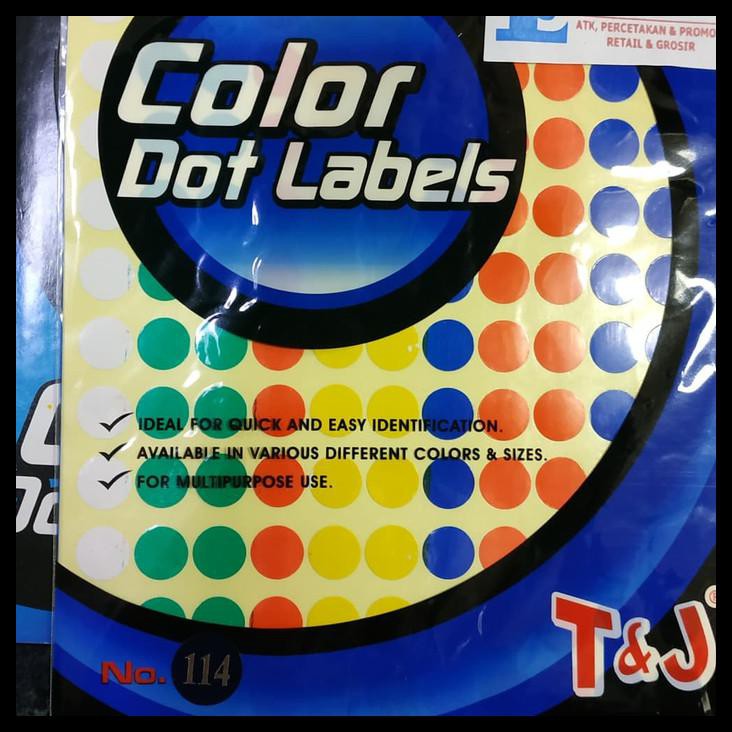 ATK, PERCETAKAN & PROMO
RETAIL & GROSIR
Color
Dot Labels
IDEAL FOR QUICK AND EASY IDENTIFICATION.
AVAILABLE IN VARIOUS DIFFERENT COLORS & SIZES.
FOR MULTIPURPOSE USE.
No. 114
T&J